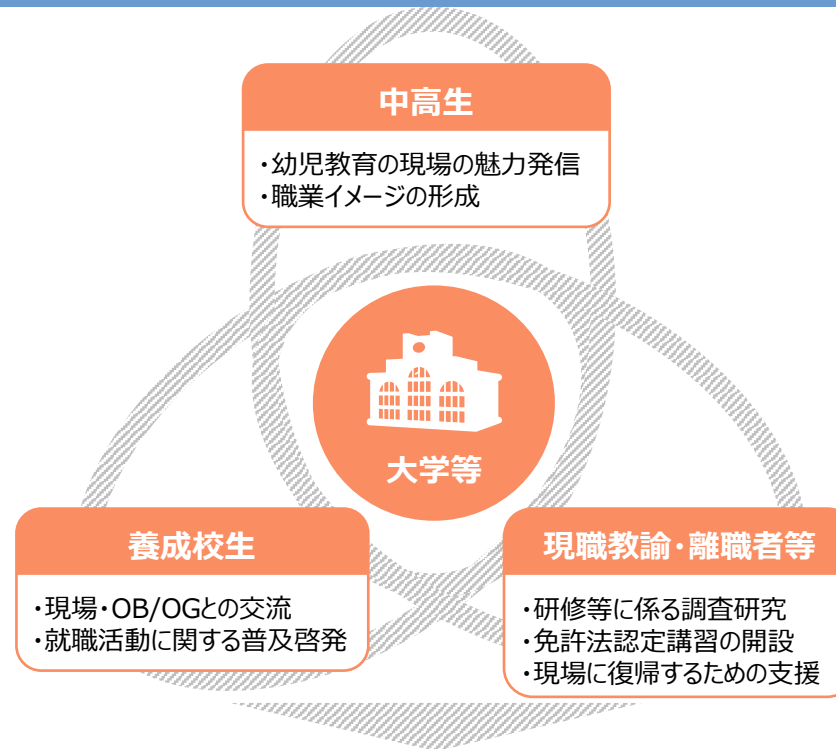 中高生
・幼児教育の現場の魅力発信
・職業イメージの形成
大学等
養成校生
・現場・OB/OGとの交流
・就職活動に関する普及啓発
現職教諭・離職者等
・研修等に係る調査研究
・免許法認定講習の開設
・現場に復帰するための支援